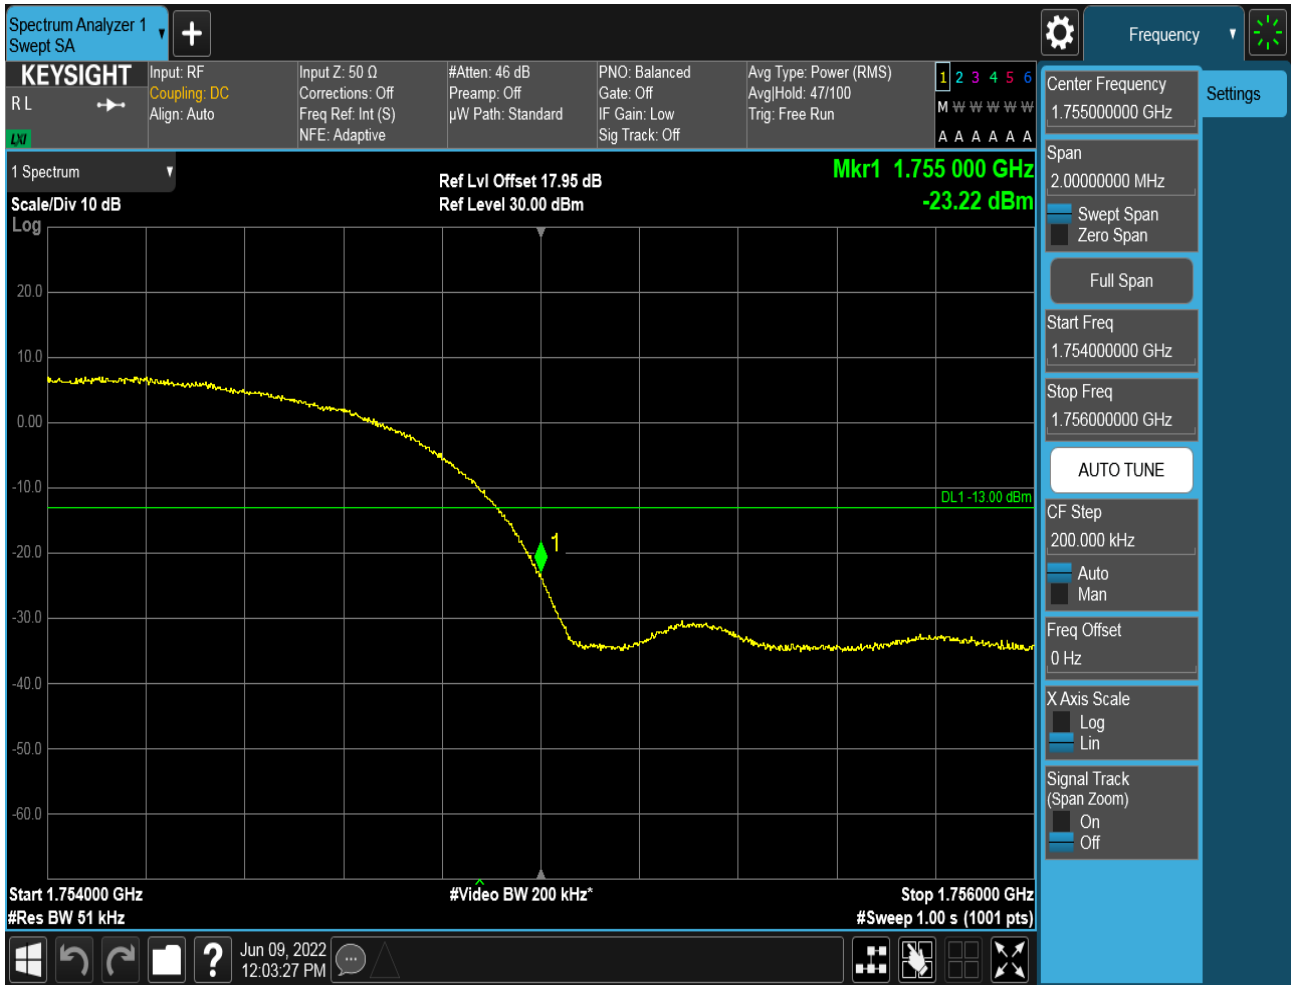 Spectrum Analyzer 1
Swept SA
Frequency
KEYSIGHT
R L
LXI
Input: RF
Coupling: DC
Align: Auto
Input Z: 50 Ω
Corrections: Off
Freq Ref: Int (S)
NFE: Adaptive
#Atten: 46 dB
Preamp: Off
µW Path: Standard
PNO: Balanced
Gate: Off
IF Gain: Low
Sig Track: Off
Avg Type: Power (RMS)
Avg|Hold: 47/100
Trig: Free Run
1 2 3 4 5 6
M W W W W W
A A A A A A
1 Spectrum
Scale/Div 10 dB
Log
Ref Lvl Offset 17.95 dB
Ref Level 30.00 dBm
Mkr1 1.755 000 GHz
-23.22 dBm
20.0
10.0
0.00
-10.0
-20.0
-30.0
-40.0
-50.0
-60.0
DL1 -13.00 dBm
1
Start 1.754000 GHz
#Res BW 51 kHz
#Video BW 200 kHz*
Stop 1.756000 GHz
#Sweep 1.00 s (1001 pts)
Jun 09, 2022
12:03:27 PM
Center Frequency
1.755000000 GHz
Span
2.00000000 MHz
Swept Span
Zero Span
Full Span
Start Freq
1.754000000 GHz
Stop Freq
1.756000000 GHz
AUTO TUNE
CF Step
200.000 kHz
Auto
Man
Freq Offset
0 Hz
X Axis Scale
Log
Lin
Signal Track
(Span Zoom)
On
Off
Settings